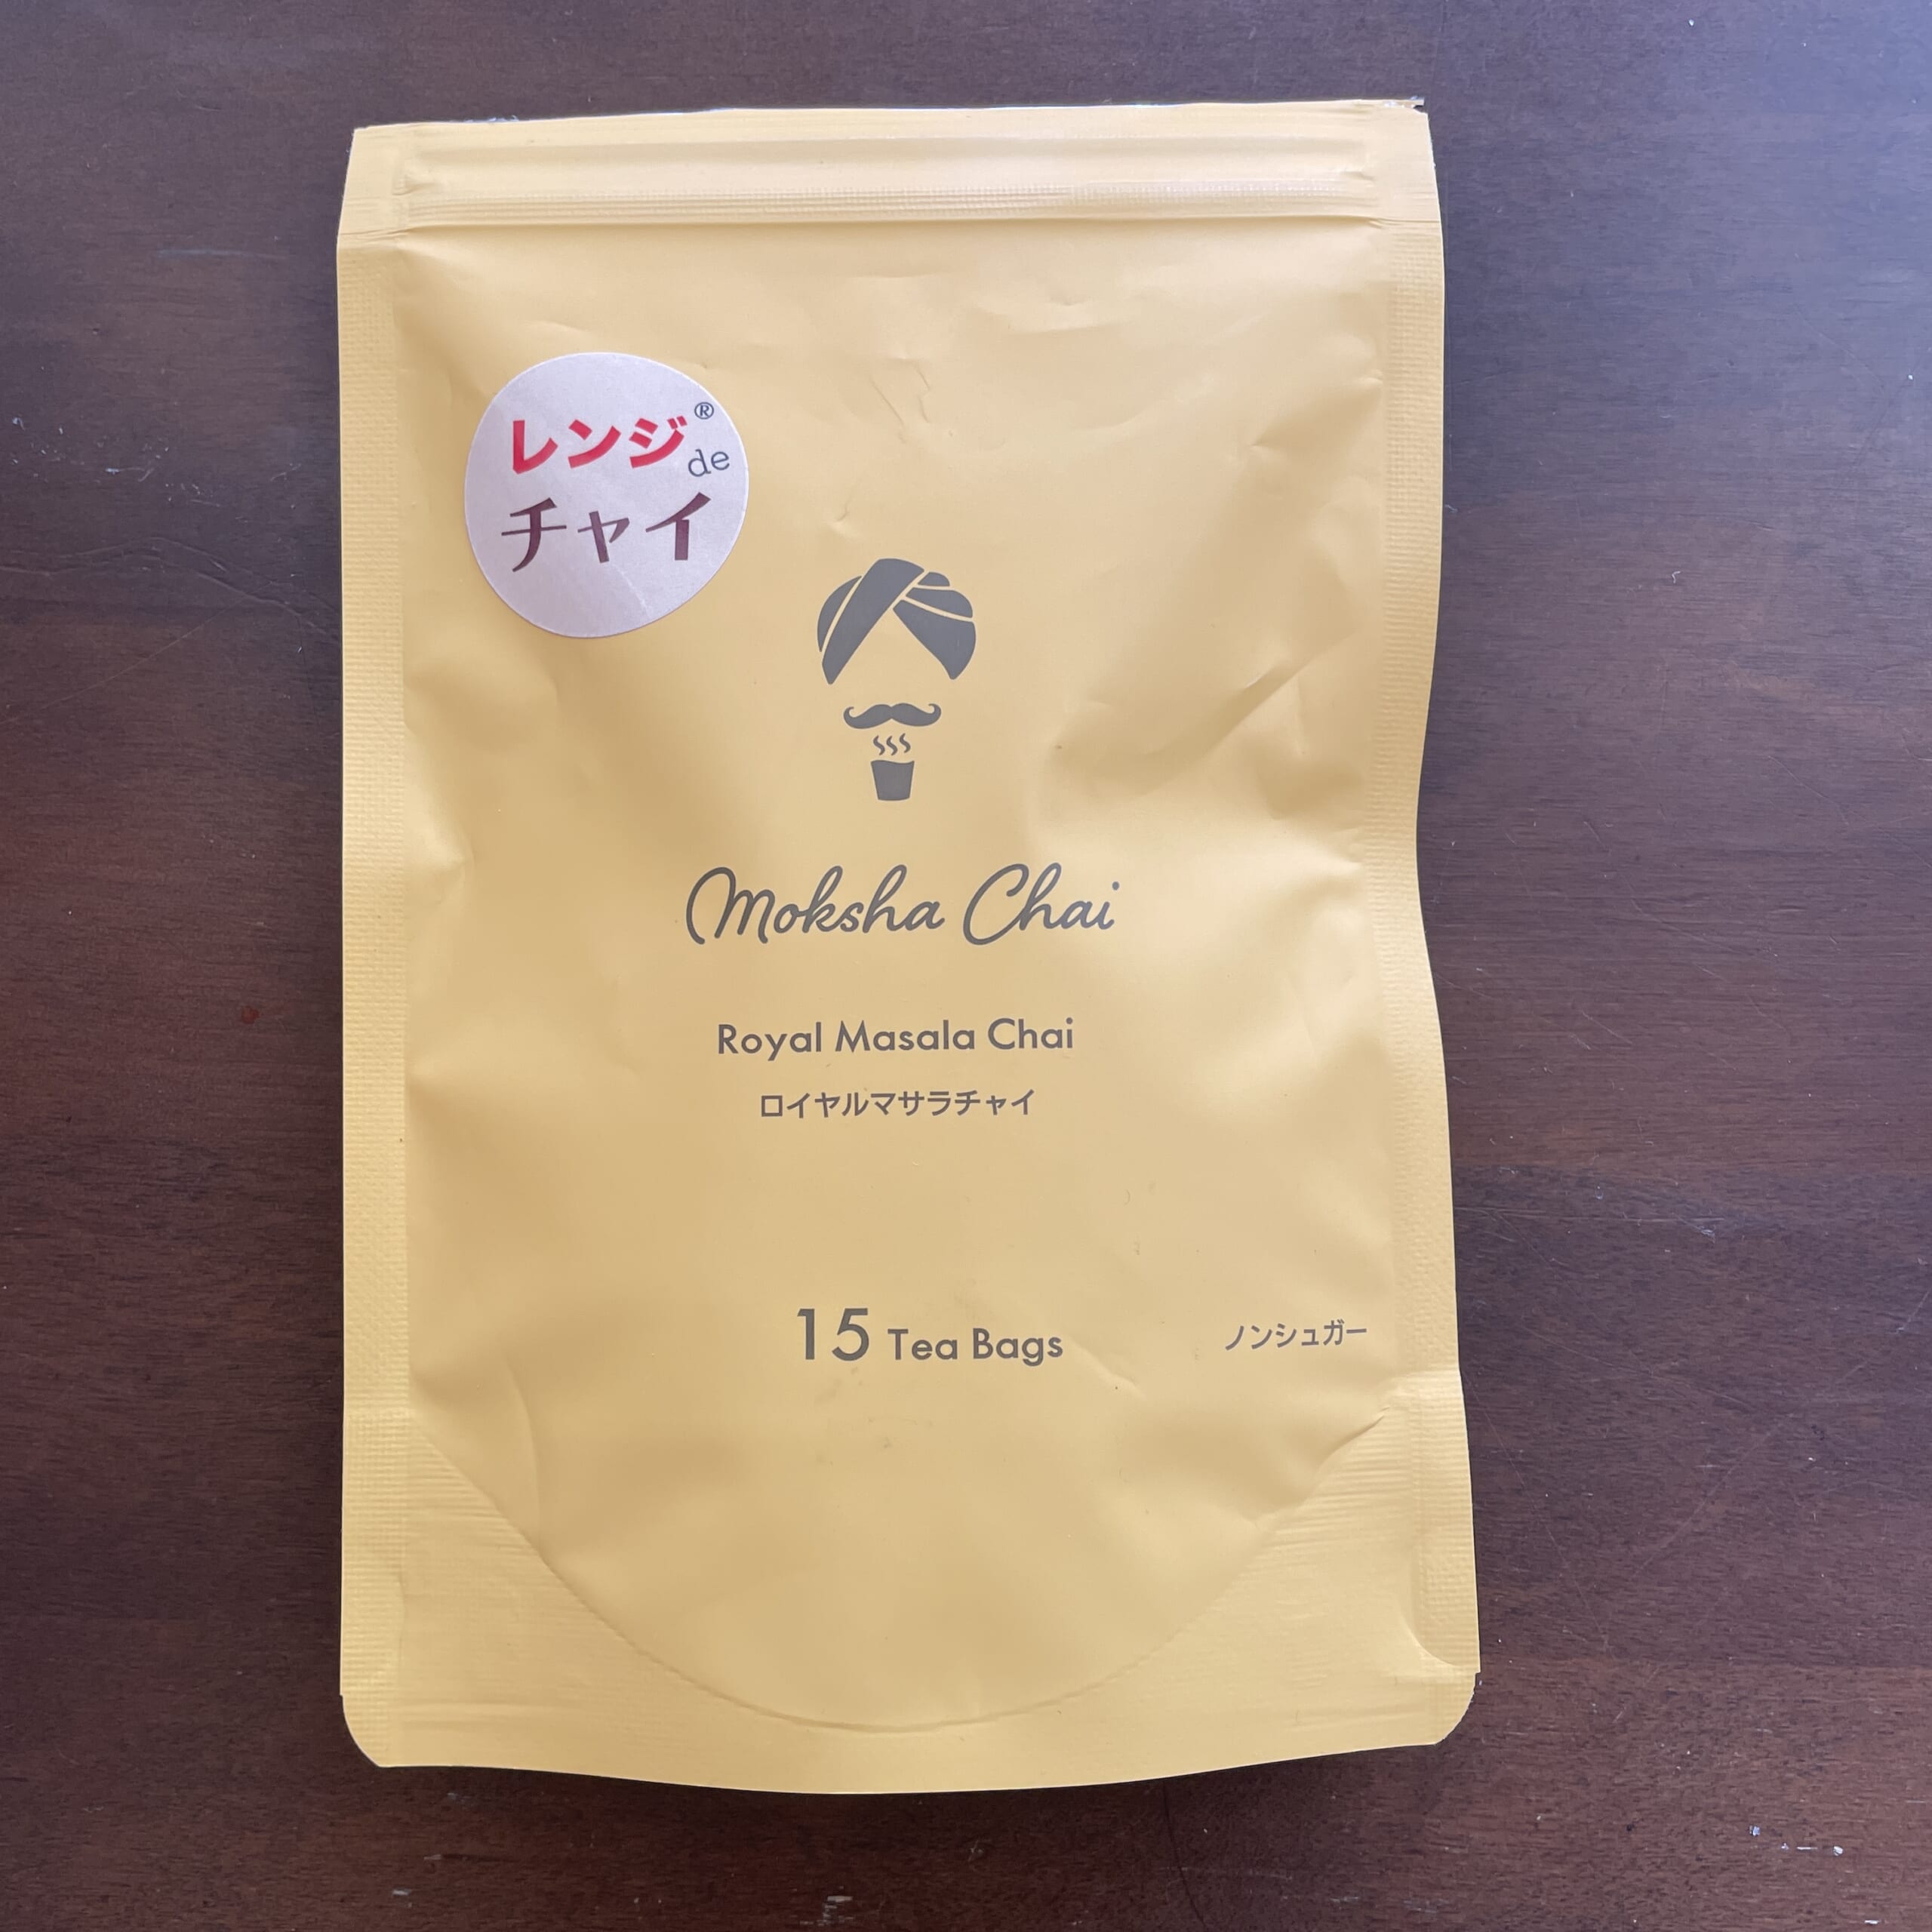 レンジ®
de
チャイ
Moksha Chai
Royal Masala Chai
ロイヤルマサラチャイ
15 Tea Bags
ノンシュガー